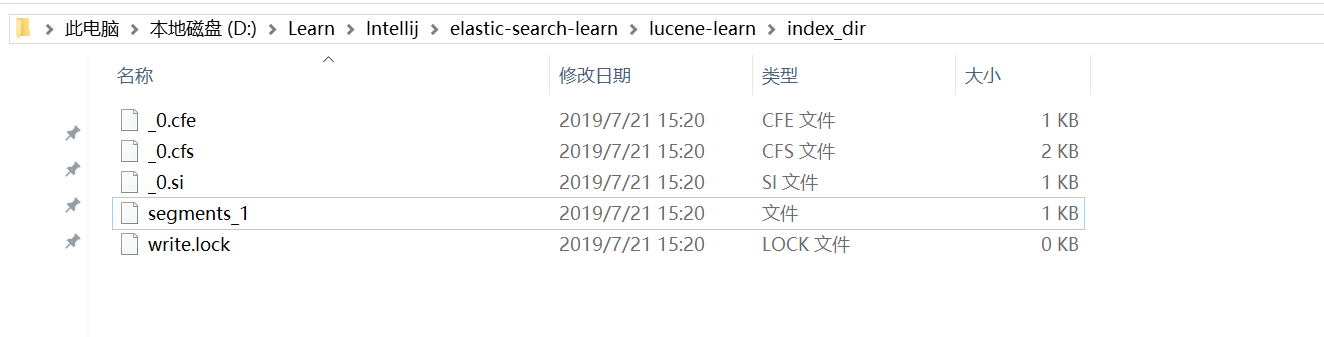 此电脑 > 本地磁盘 (D:) > Learn > Intellij > elastic-search-learn > lucene-learn > index_dir
名称 修改日期 类型 大小
_0.cfe 2019/7/21 15:20 CFE 文件 1 KB
_0.cfs 2019/7/21 15:20 CFS 文件 2 KB
_0.si 2019/7/21 15:20 SI 文件 1 KB
segments_1 2019/7/21 15:20 文件 1 KB
write.lock 2019/7/21 15:20 LOCK 文件 0 KB